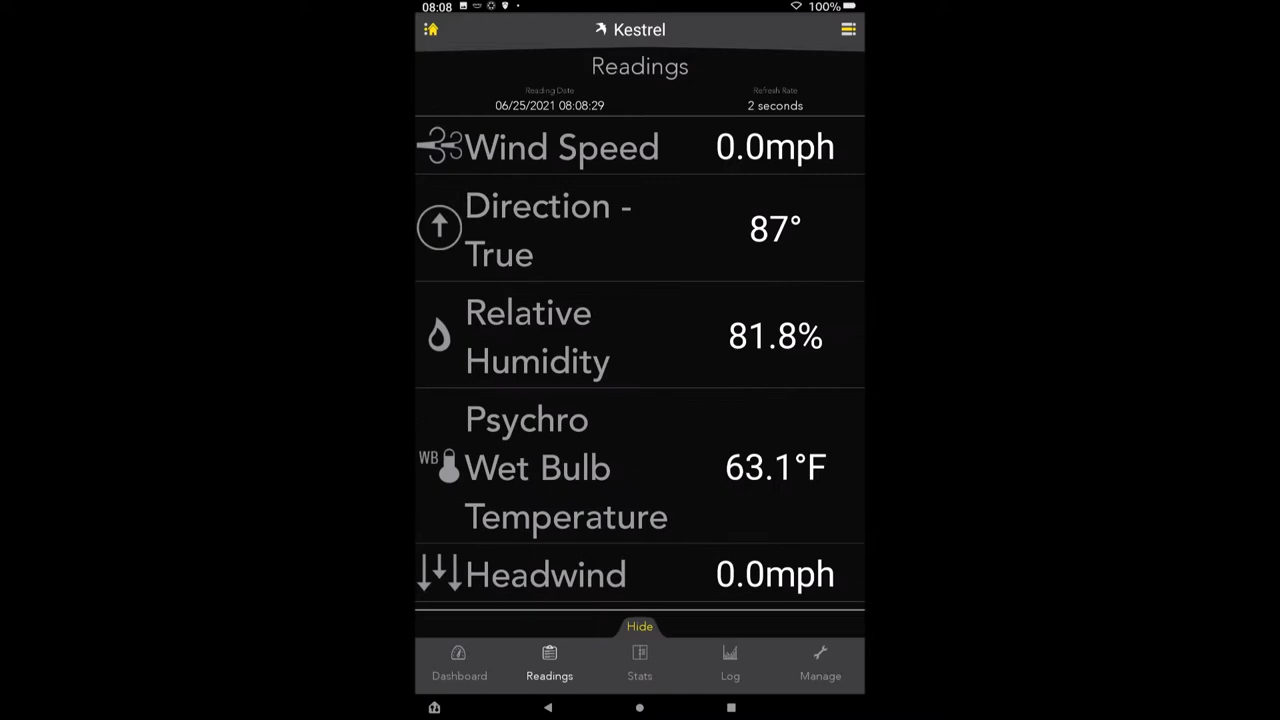 08:08
100%
Kestrel
Readings
Reading Date
Refresh Rate
06/25/2021 08:08:29
2 seconds
Wind Speed
0.0mph
Direction -
True
87°
Relative
Humidity
81.8%
Psychro
WB
Wet Bulb
Temperature
63.1°F
Headwind
0.0mph
Hide
Dashboard
Readings
Stats
Log
Manage